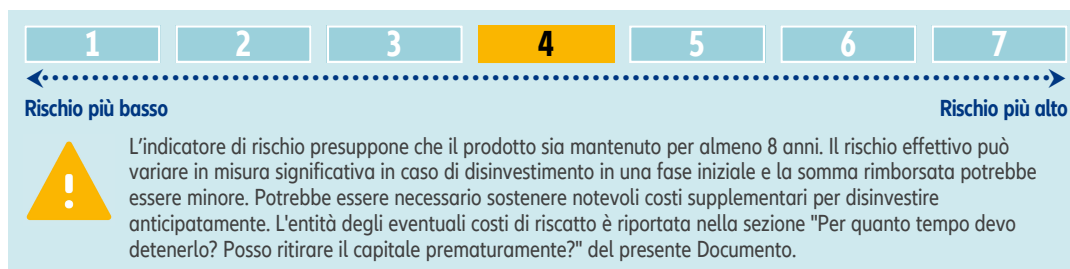 1 2 3 4 5 6 7
Rischio più basso Rischio più alto
L'indicatore di rischio presuppone che il prodotto sia mantenuto per almeno 8 anni. Il rischio effettivo può
variare in misura significativa in caso di disinvestimento in una fase iniziale e la somma rimborsata potrebbe
essere minore. Potrebbe essere necessario sostenere notevoli costi supplementari per disinvestire
anticipatamente. L'entità degli eventuali costi di riscatto è riportata nella sezione "Per quanto tempo devo
detenerlo? Posso ritirare il capitale prematuramente?" del presente Documento.